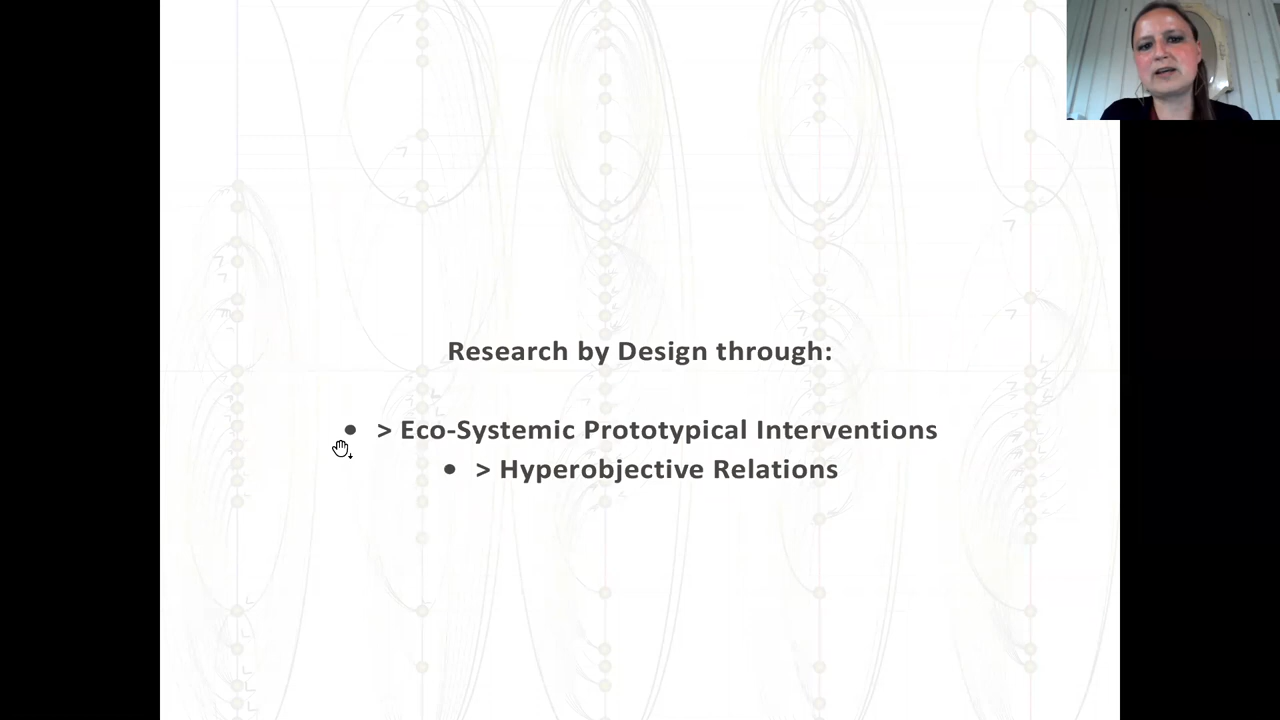 Research by Design through:
• > Eco-Systemic Prototypical Interventions
• > Hyperobjective Relations